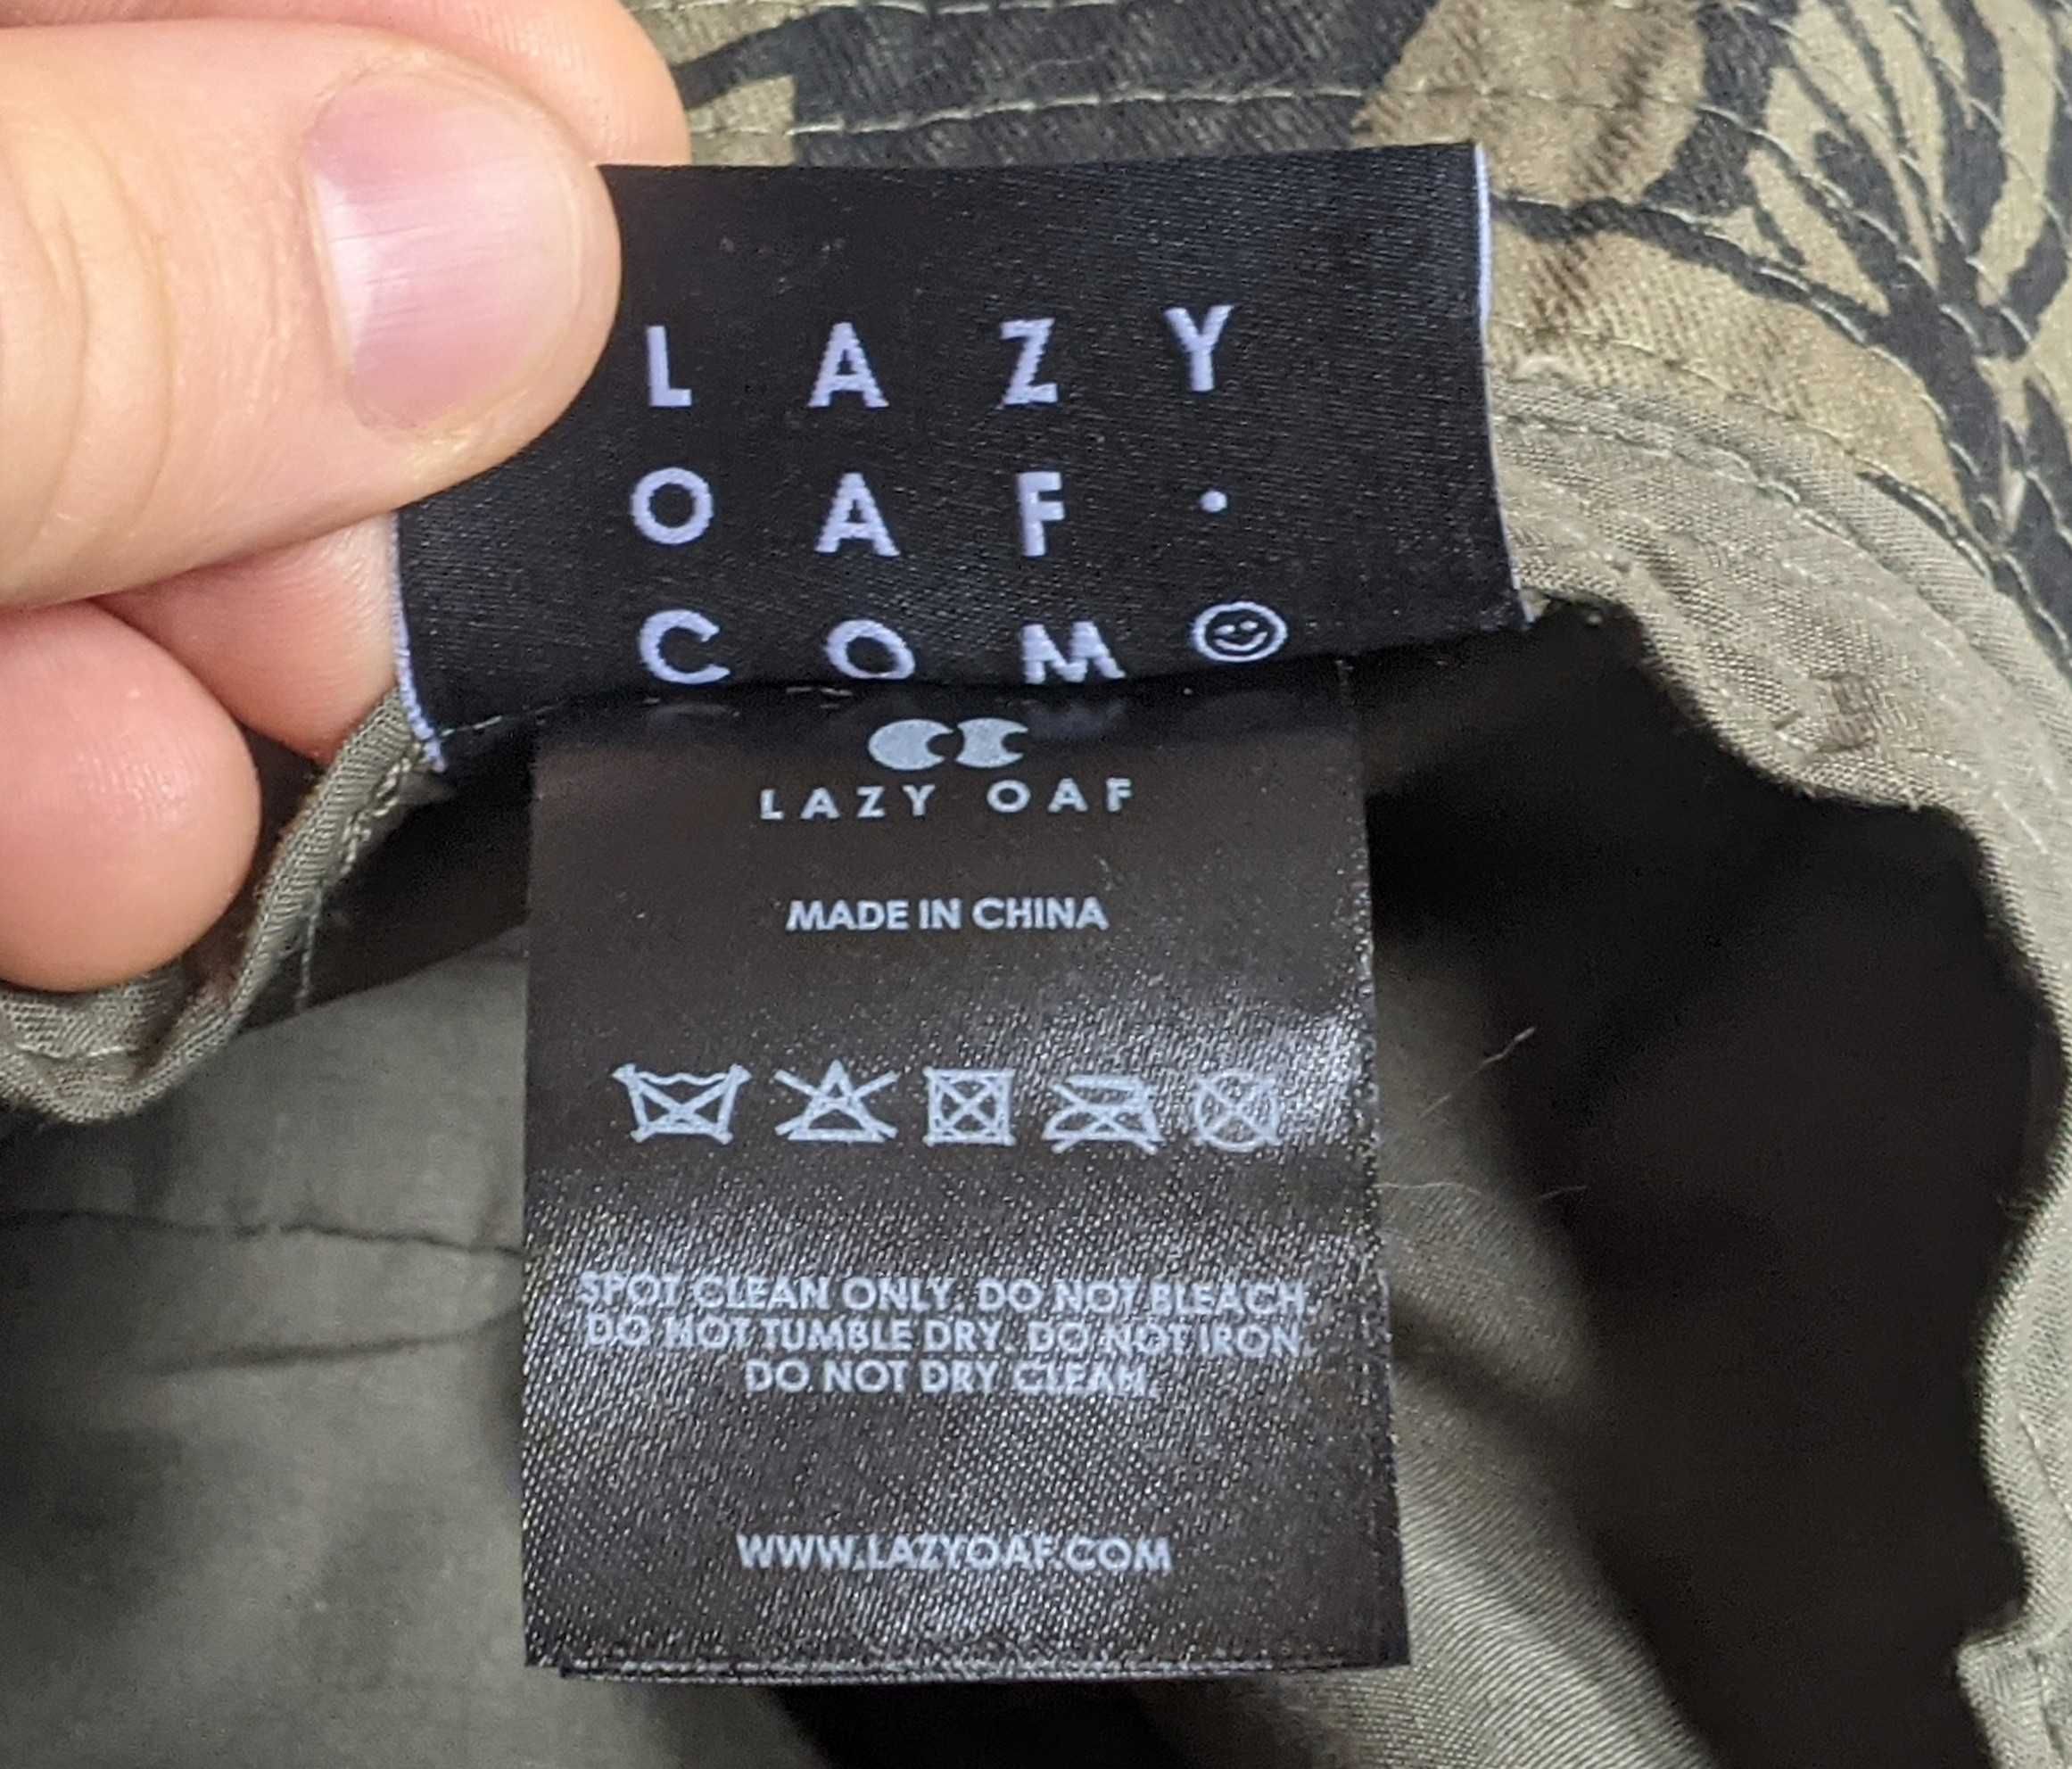 L A Z Y
O A F .
C O M
LAZY OAF
MADE IN CHINA
SPOT CLEAN ONLY. DO NOT BLEACH.
DO NOT TUMBLE DRY. DO NOT IRON.
DO NOT DRY CLEAN.
WWW.LAZYOAF.COM